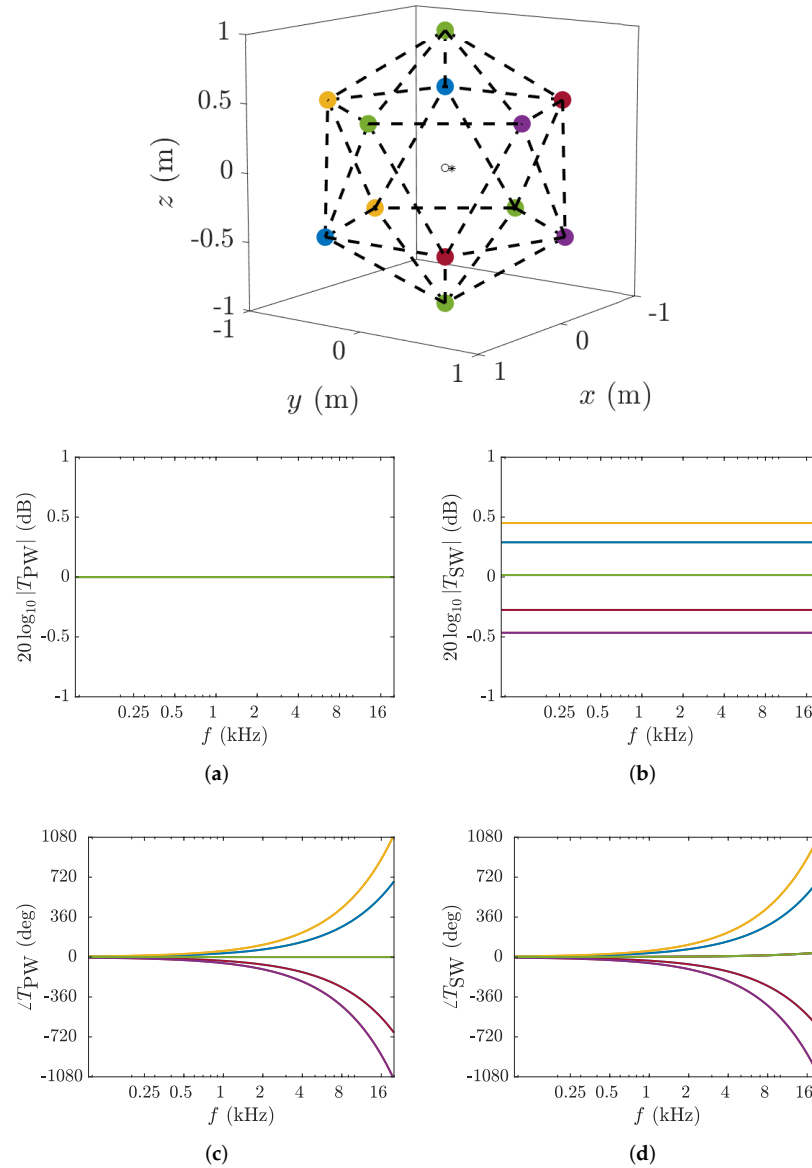 1
0.5
0
-0.5
-1
z (m)
-1
0
1
y (m)
1
0
-1
x (m)
1
0.5
0
-0.5
-1
20 log10 |TPW| (dB)
0.25 0.5 1 2 4 8 16
f (kHz)
(a)
1
0.5
0
-0.5
-1
20 log10 |TSW| (dB)
0.25 0.5 1 2 4 8 16
f (kHz)
(b)
1080
720
360
0
-360
-720
-1080
∠TPW (deg)
0.25 0.5 1 2 4 8 16
f (kHz)
(c)
1080
720
360
0
-360
-720
-1080
∠TSW (deg)
0.25 0.5 1 2 4 8 16
f (kHz)
(d)